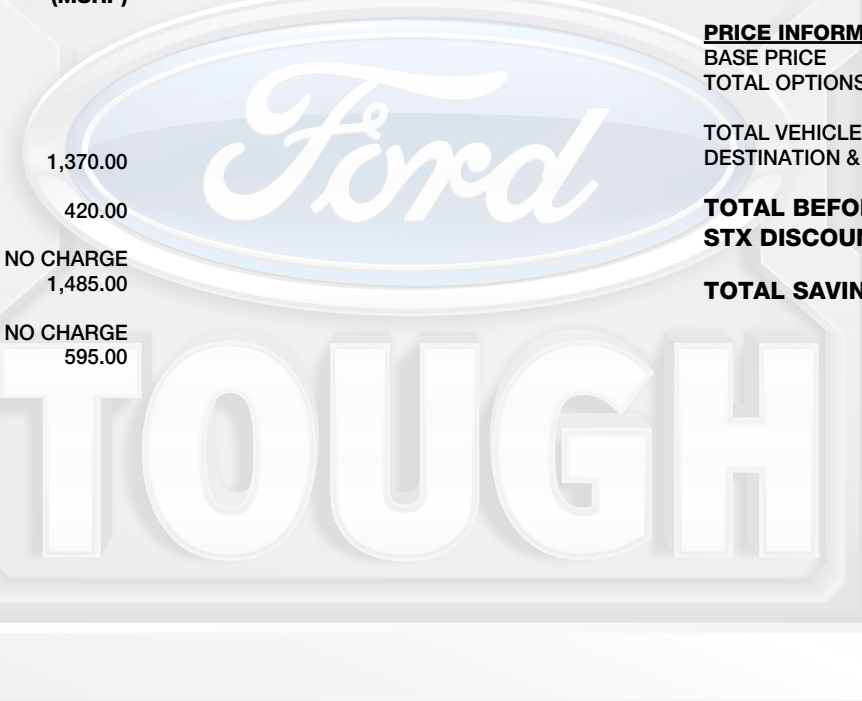 (MSRP)
1,370.00
420.00
NO CHARGE
1,485.00
NO CHARGE
595.00
PRICE INFORM
BASE PRICE
TOTAL OPTIONS
TOTAL VEHICLE
DESTINATION &
TOTAL BEFO
STX DISCOUN
TOTAL SAVIN
Ford
TOUGH